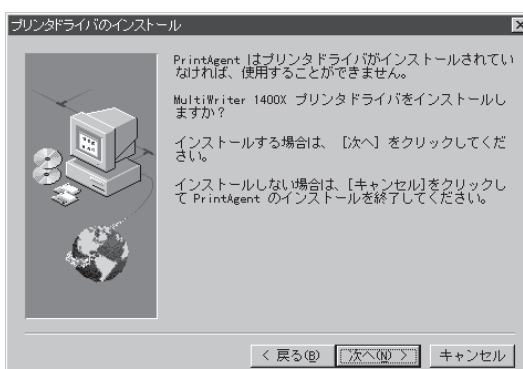 プリンタドライバのインストール
PrintAgent はプリンタドライバがインストールされてい
なければ、使用することができません。
MultiWriter 1400X プリンタドライバをインストールし
ますか？
インストールする場合は、［次へ］をクリックしてくだ
さい。
インストールしない場合は、[キャンセル]をクリックし
て PrintAgent のインストールを終了してください。
< 戻る(B)
次へ(N) >
キャンセル